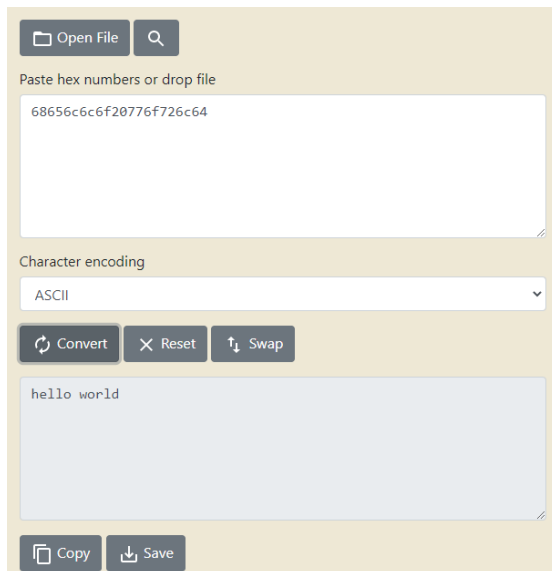 Open File
Paste hex numbers or drop file
68656c6c6f20776f726c64
Character encoding
ASCII
Convert Reset Swap
hello world
Copy Save